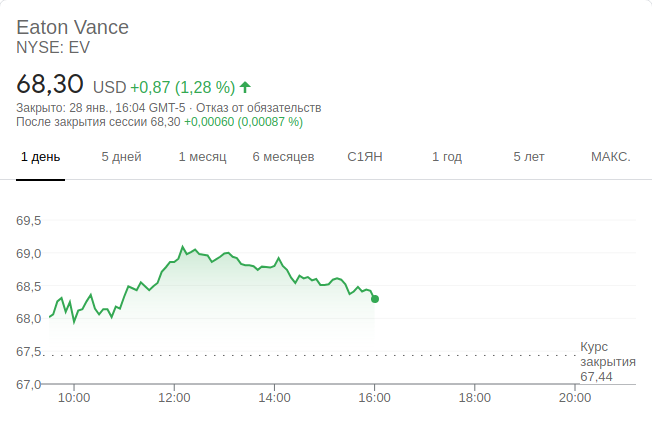 Eaton Vance
NYSE: EV
68,30 USD +0,87 (1,28 %)
Закрыто: 28 янв., 16:04 GMT-5 · Отказ от обязательств
После закрытия сессии 68,30 +0,00060 (0,00087 %)
1 день 5 дней 1 месяц 6 месяцев С1ЯН 1 год 5 лет МАКС.
69,5
69,0
68,5
68,0
67,5
Курс
закрытия
67,44
67,0
10:00 12:00 14:00 16:00 18:00 20:00